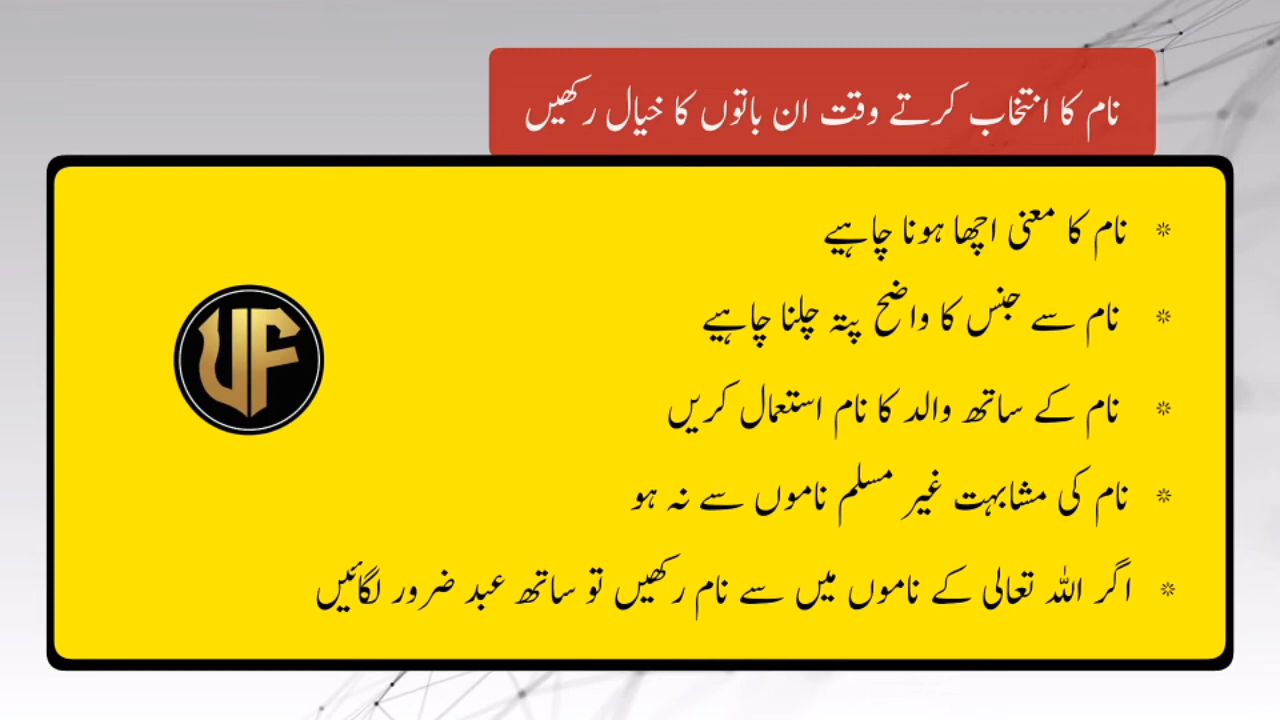 نام کا انتخاب کرتے وقت ان باتوں کا خیال رکھیں
* نام کا معنی اچھا ہونا چاہیے
* نام سے جنس کا واضح پتہ چلنا چاہیے
* نام کے ساتھ والد کا نام استعمال کریں
* نام کی مشابہت غیر مسلم ناموں سے نہ ہو
* اگر اللہ تعالی کے ناموں میں سے نام رکھیں تو ساتھ عبد ضرور لگائیں
UF